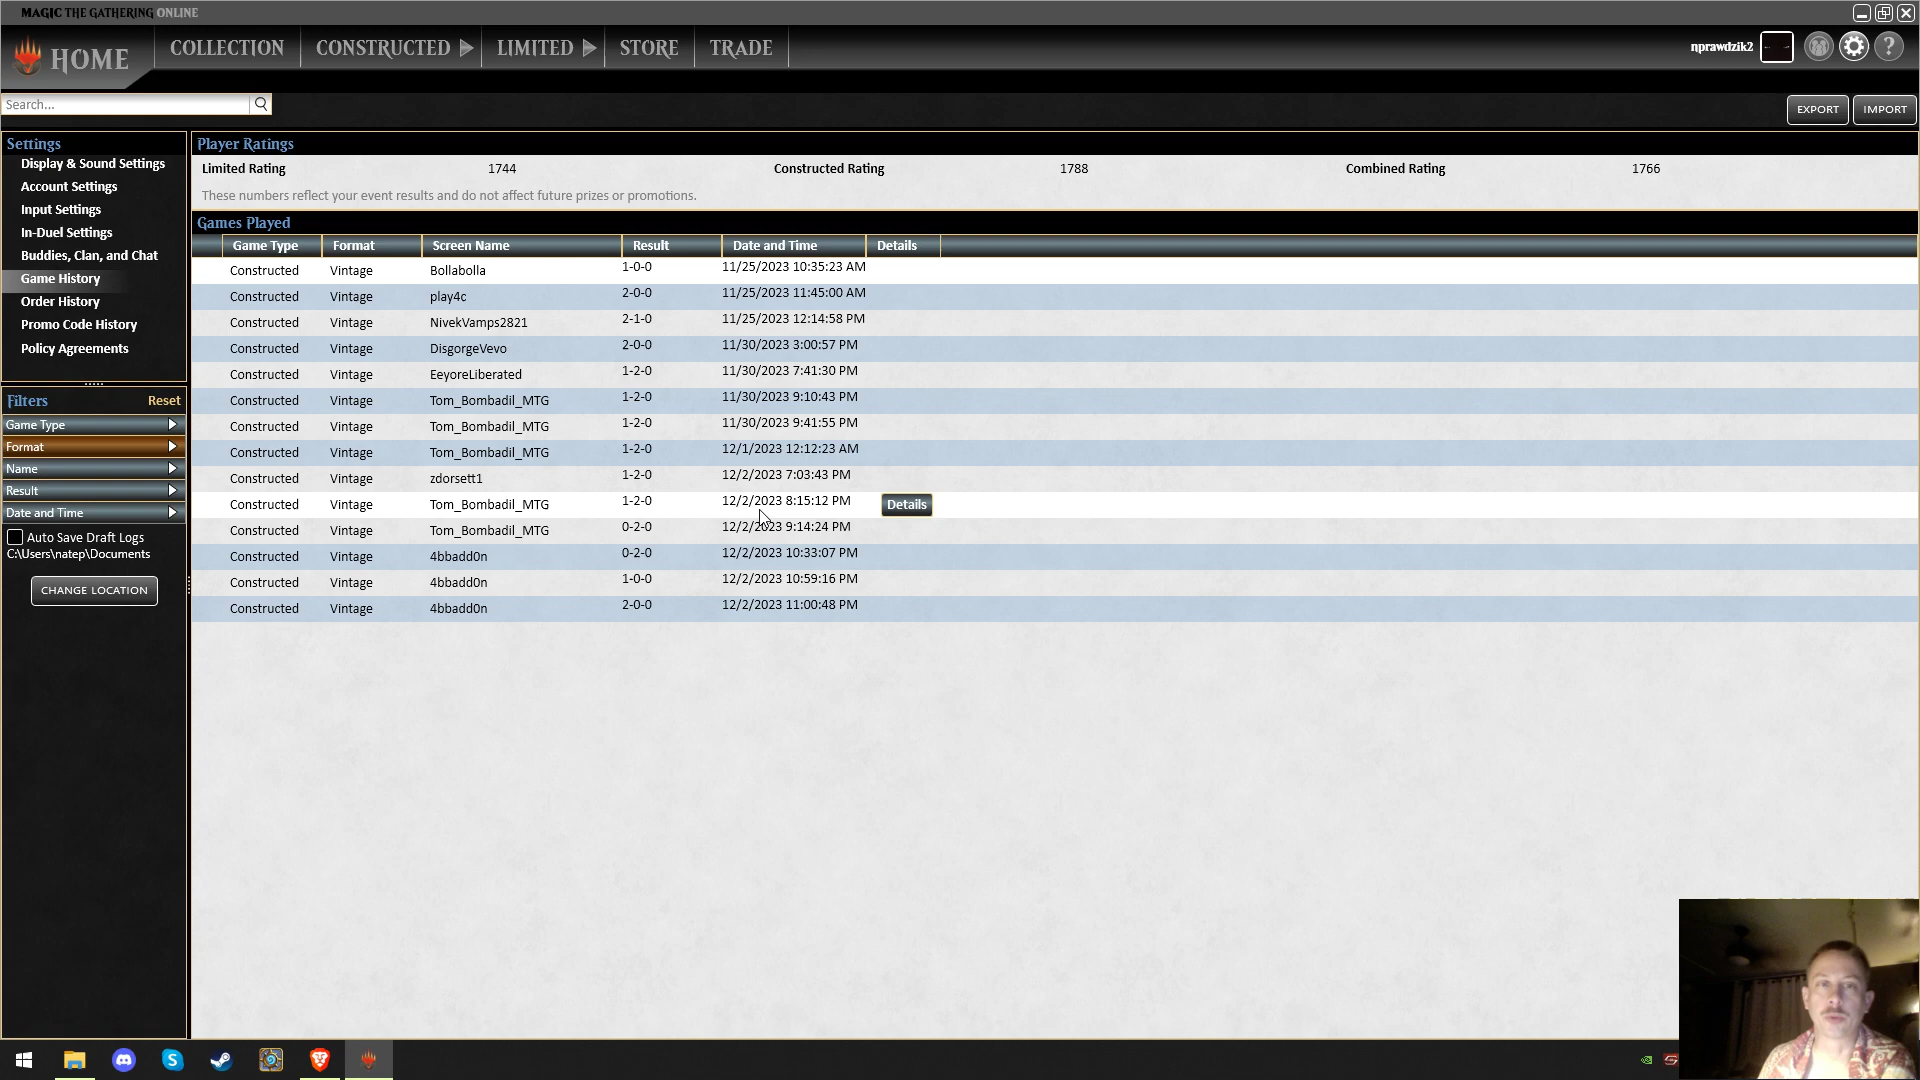 MAGIC THE GATHERING ONLINE
HOME
COLLECTION
CONSTRUCTED
LIMITED
STORE
TRADE
nprawdzik2
?
Search...
EXPORT
IMPORT
Settings
Display & Sound Settings
Account Settings
Input Settings
In-Duel Settings
Buddies, Clan, and Chat
Game History
Order History
Promo Code History
Policy Agreements
Filters Reset
Game Type
Format
Name
Result
Date and Time
Auto Save Draft Logs
C:\Users\natep\Documents
CHANGE LOCATION
Player Ratings
Limited Rating 1744 Constructed Rating 1788 Combined Rating 1766
These numbers reflect your event results and do not affect future prizes or promotions.
Games Played
Game Type Format Screen Name Result Date and Time Details
Constructed Vintage Bollabolla 1-0-0 11/25/2023 10:35:23 AM
Constructed Vintage play4c 2-0-0 11/25/2023 11:45:00 AM
Constructed Vintage NivekVamps2821 2-1-0 11/25/2023 12:14:58 PM
Constructed Vintage DisgorgeVevo 2-0-0 11/30/2023 3:00:57 PM
Constructed Vintage EeyoreLiberated 1-2-0 11/30/2023 7:41:30 PM
Constructed Vintage Tom_Bombadil_MTG 1-2-0 11/30/2023 9:10:43 PM
Constructed Vintage Tom_Bombadil_MTG 1-2-0 11/30/2023 9:41:55 PM
Constructed Vintage Tom_Bombadil_MTG 1-2-0 12/1/2023 12:12:23 AM
Constructed Vintage zdorsett1 1-2-0 12/2/2023 7:03:43 PM
Constructed Vintage Tom_Bombadil_MTG 1-2-0 12/2/2023 8:15:12 PM Details
Constructed Vintage Tom_Bombadil_MTG 0-2-0 12/2/2023 9:14:24 PM
Constructed Vintage 4bbadd0n 0-2-0 12/2/2023 10:33:07 PM
Constructed Vintage 4bbadd0n 1-0-0 12/2/2023 10:59:16 PM
Constructed Vintage 4bbadd0n 2-0-0 12/2/2023 11:00:48 PM